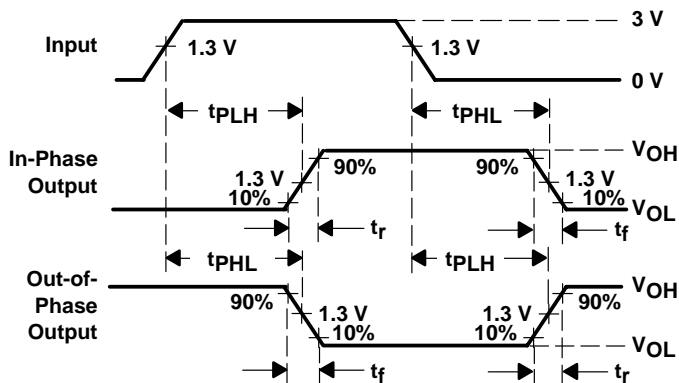 3 V
Input
1.3 V
1.3 V
0 V
tPLH
tPHL
In-Phase
Output
VOH
90%
90%
1.3 V
1.3 V
10%
10%
VOL
tr
tf
tPHL
tPLH
Out-of-
Phase
Output
VOH
90%
90%
1.3 V
1.3 V
10%
10%
VOL
tf
tr